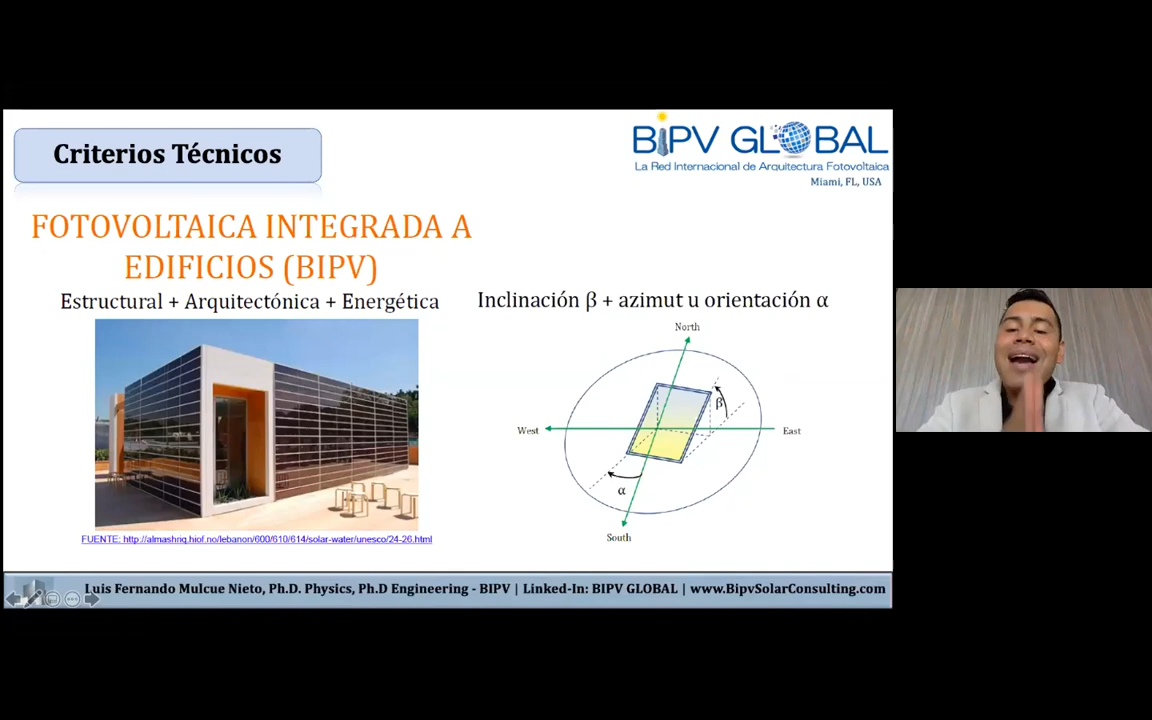 Criterios Técnicos
BIPV GLOBAL
La Red Internacional de Arquitectura Fotovoltaica
Miami, FL, USA
FOTOVOLTAICA INTEGRADA A
EDIFICIOS (BIPV)
Estructural + Arquitectónica + Energética
Inclinación β + azimut u orientación α
North
β
West
East
α
South
FUENTE: http://almashriq.hiof.no/lebanon/600/610/614/solar-water/unesco/24-26.html
Luis Fernando Mulcue Nieto, Ph.D. Physics, Ph.D Engineering - BIPV | Linked-In: BIPV GLOBAL | www.BipvSolarConsulting.com